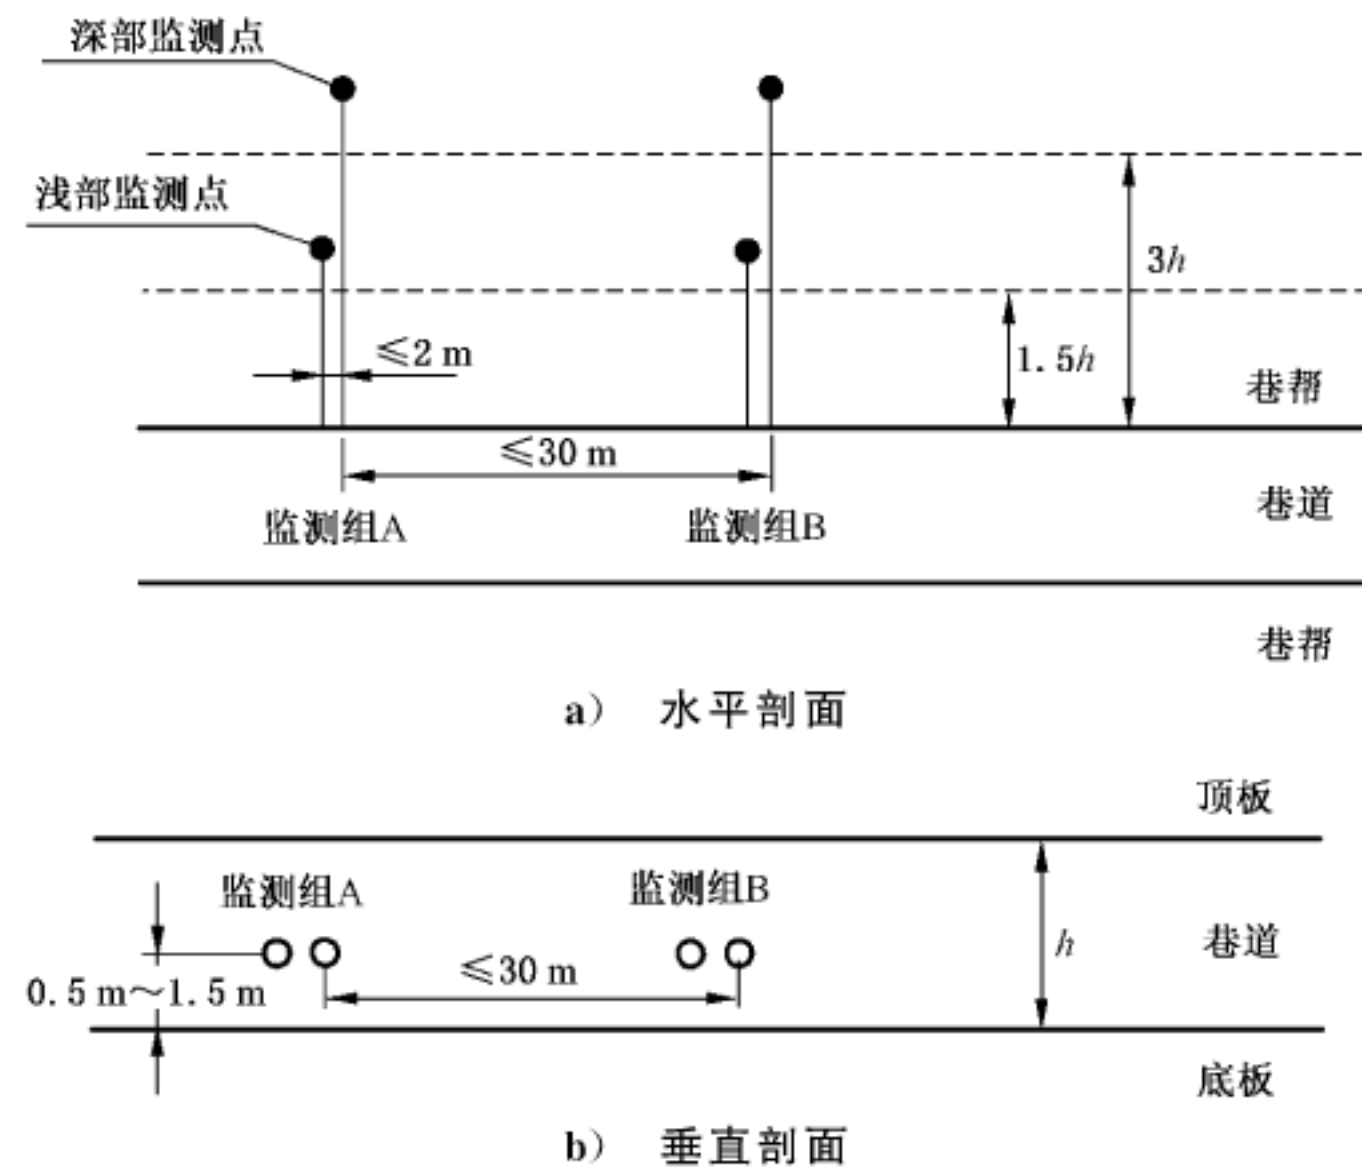 深部监测点
浅部监测点
3h
≤2 m
1.5h
巷帮
≤30 m
监测组A
监测组B
巷道
巷帮
a) 水平剖面
顶板
监测组A
监测组B
h
巷道
≤30 m
0.5 m～1.5 m
底板
b) 垂直剖面